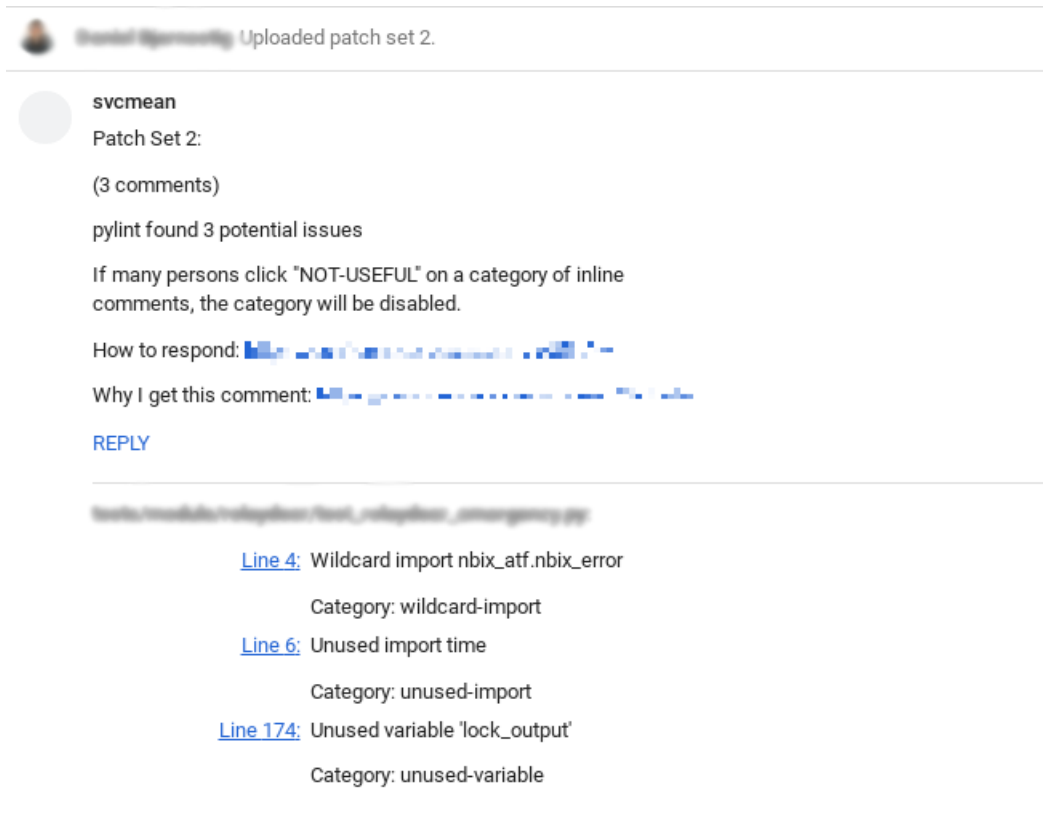 Uploaded patch set 2.
svcmean
Patch Set 2:
(3 comments)
pylint found 3 potential issues
If many persons click "NOT-USEFUL" on a category of inline
comments, the category will be disabled.
How to respond:
Why I get this comment:
REPLY
Line 4: Wildcard import nbix_atf.nbix_error
Category: wildcard-import
Line 6: Unused import time
Category: unused-import
Line 174: Unused variable 'lock_output'
Category: unused-variable